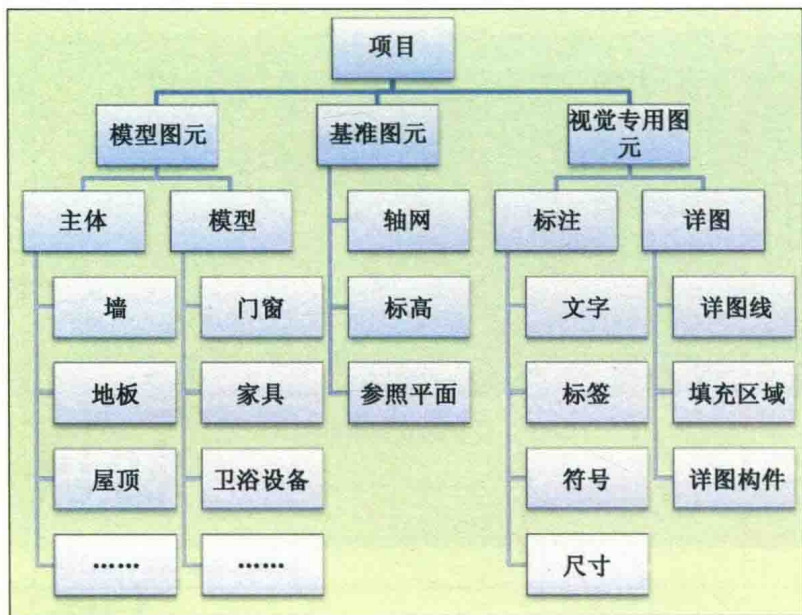 项目
模型图元
基准图元
视觉专用图
元
主体
模型
轴网
标注
详图
墙
门窗
标高
文字
详图线
地板
家具
参照平面
标签
填充区域
屋顶
卫浴设备
符号
详图构件
……
……
尺寸